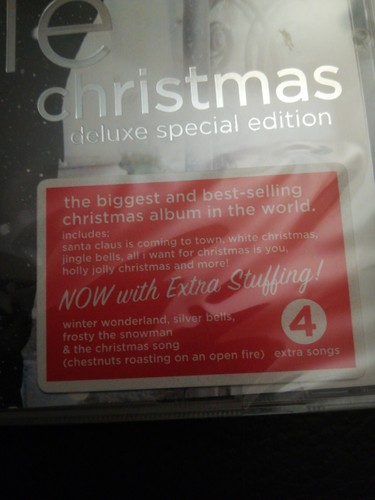 le
christmas
deluxe special edition
the biggest and best-selling
christmas album in the world.
includes:
santa claus is coming to town, white christmas,
jingle bells, all i want for christmas is you,
holly jolly christmas and more!
NOW with Extra Stuffing!
winter wonderland, silver bells,
frosty the snowman
& the christmas song
(chestnuts roasting on an open fire)
4
extra songs